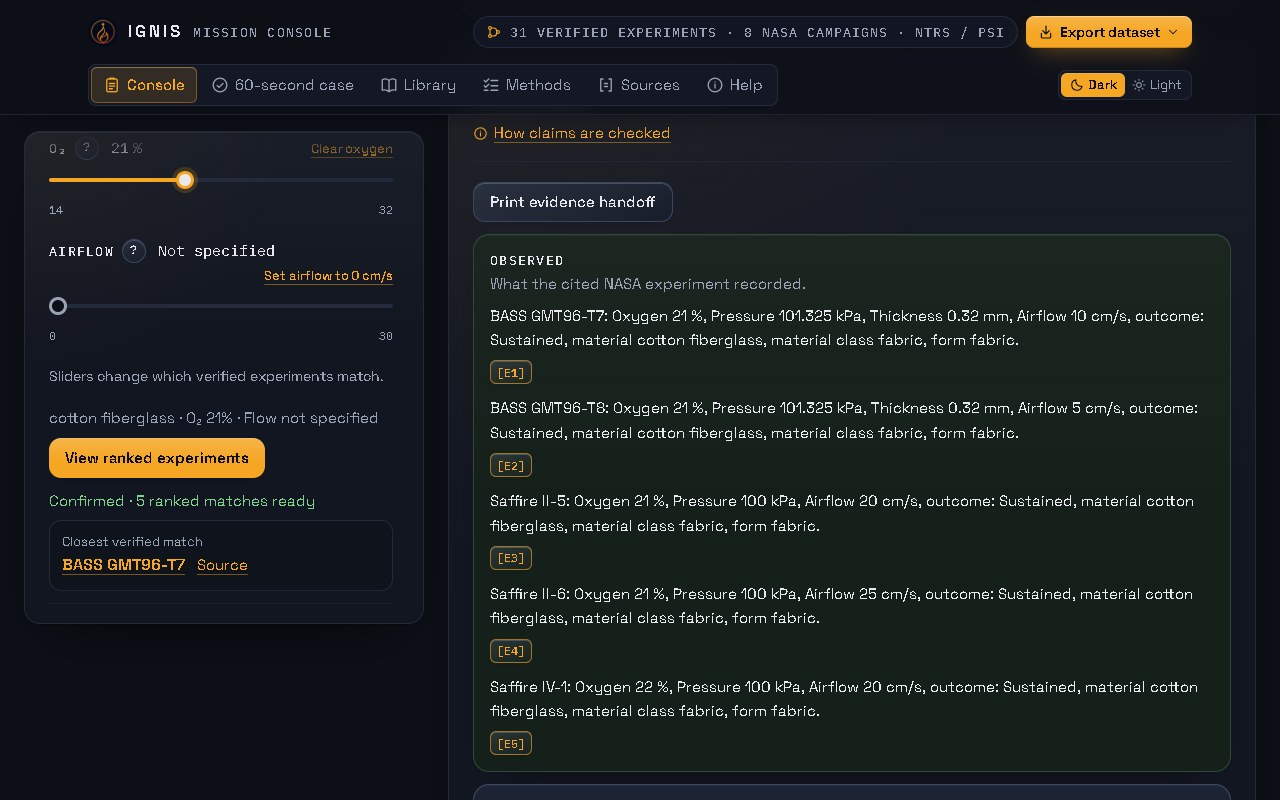 IGNIS MISSION CONSOLE
31 VERIFIED EXPERIMENTS · 8 NASA CAMPAIGNS · NTRS / PSI
Export dataset
Console
60-second case
Library
Methods
Sources
Help
Dark
Light
O₂ ? 21 %
Clear oxygen
14
32
AIRFLOW ? Not specified
Set airflow to 0 cm/s
0
30
Sliders change which verified experiments match.
cotton fiberglass · O₂ 21% · Flow not specified
View ranked experiments
Confirmed · 5 ranked matches ready
Closest verified match
BASS GMT96-T7 Source
How claims are checked
Print evidence handoff
OBSERVED
What the cited NASA experiment recorded.
BASS GMT96-T7: Oxygen 21 %, Pressure 101.325 kPa, Thickness 0.32 mm, Airflow 10 cm/s, outcome:
Sustained, material cotton fiberglass, material class fabric, form fabric.
[E1]
BASS GMT96-T8: Oxygen 21 %, Pressure 101.325 kPa, Thickness 0.32 mm, Airflow 5 cm/s, outcome:
Sustained, material cotton fiberglass, material class fabric, form fabric.
[E2]
Saffire II-5: Oxygen 21 %, Pressure 100 kPa, Airflow 20 cm/s, outcome: Sustained, material cotton
fiberglass, material class fabric, form fabric.
[E3]
Saffire II-6: Oxygen 21 %, Pressure 100 kPa, Airflow 25 cm/s, outcome: Sustained, material cotton
fiberglass, material class fabric, form fabric.
[E4]
Saffire IV-1: Oxygen 22 %, Pressure 100 kPa, Airflow 20 cm/s, outcome: Sustained, material cotton
fiberglass, material class fabric, form fabric.
[E5]